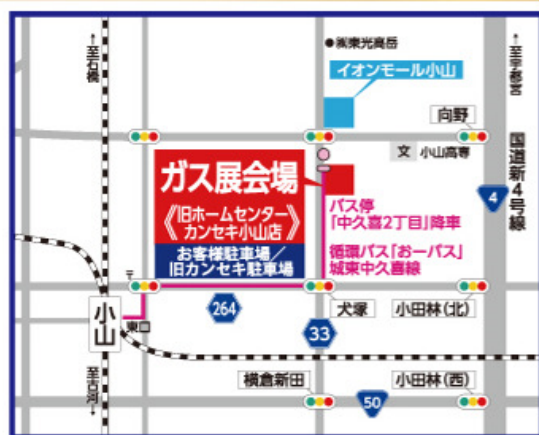 ↑至石橋
●㈱東光高岳
イオンモール小山
↑至宇都宮
向野
文 小山高専
国道新4号線
4
ガス展会場
《旧ホームセンター
カンセキ小山店》
お客様駐車場/
旧カンセキ駐車場
バス停
「中久喜2丁目」降車
循環バス「おーバス」
城東中久喜線
〒
小山
東口
264
33
犬塚
小田林(北)
横倉新田
50
小田林(西)
至古河↓